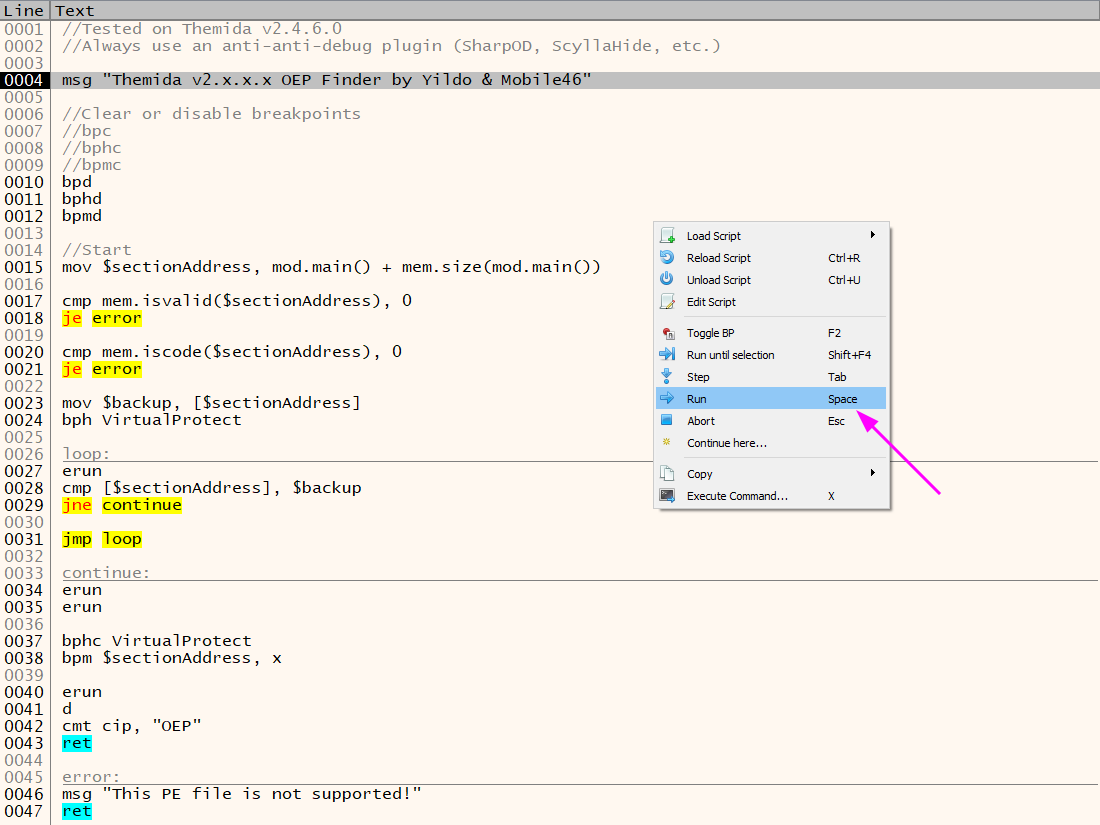 Line Text
0001 //Tested on Themida v2.4.6.0
0002 //Always use an anti-anti-debug plugin (SharpOD, ScyllaHide, etc.)
0003
0004 msg "Themida v2.x.x.x OEP Finder by Yildo & Mobile46"
0005
0006 //Clear or disable breakpoints
0007 //bpc
0008 //bphc
0009 //bpmc
0010 bpd
0011 bphd
0012 bpmd
0013
0014 //Start
0015 mov $sectionAddress, mod.main() + mem.size(mod.main())
0016
0017 cmp mem.isvalid($sectionAddress), 0
0018 je error
0019
0020 cmp mem.iscode($sectionAddress), 0
0021 je error
0022
0023 mov $backup, [$sectionAddress]
0024 bph VirtualProtect
0025
0026 loop:
0027 erun
0028 cmp [$sectionAddress], $backup
0029 jne continue
0030
0031 jmp loop
0032
0033 continue:
0034 erun
0035 erun
0036
0037 bphc VirtualProtect
0038 bpm $sectionAddress, x
0039
0040 erun
0041 d
0042 cmt cip, "OEP"
0043 ret
0044
0045 error:
0046 msg "This PE file is not supported!"
0047 ret
Load Script
Reload Script Ctrl+R
Unload Script Ctrl+U
Edit Script
Toggle BP F2
Run until selection Shift+F4
Step Tab
Run Space
Abort Esc
Continue here...
Copy
Execute Command... X